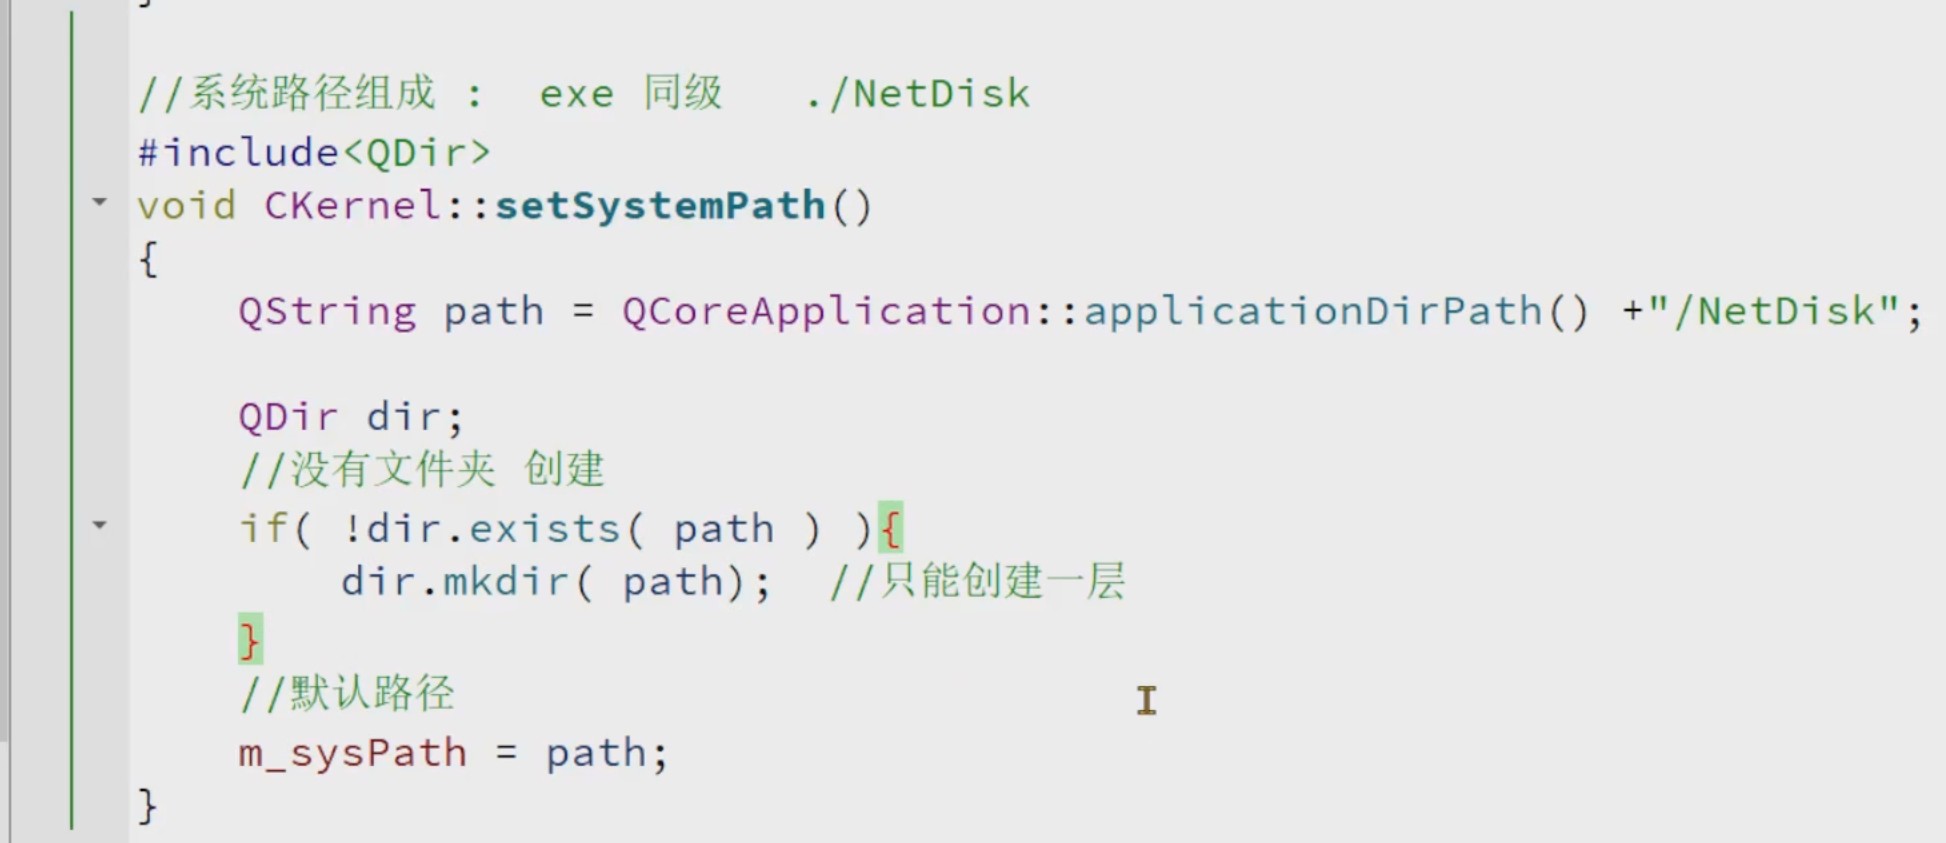 }
//系统路径组成 :  exe 同级   ./NetDisk
#include<QDir>
void CKernel::setSystemPath()
{
    QString path = QCoreApplication::applicationDirPath() +"/NetDisk";
    QDir dir;
    //没有文件夹 创建
    if( !dir.exists( path ) ){
        dir.mkdir( path);  //只能创建一层
    }
    //默认路径
    m_sysPath = path;
}